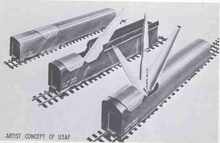 ARTIST CONCEPT OF USAF